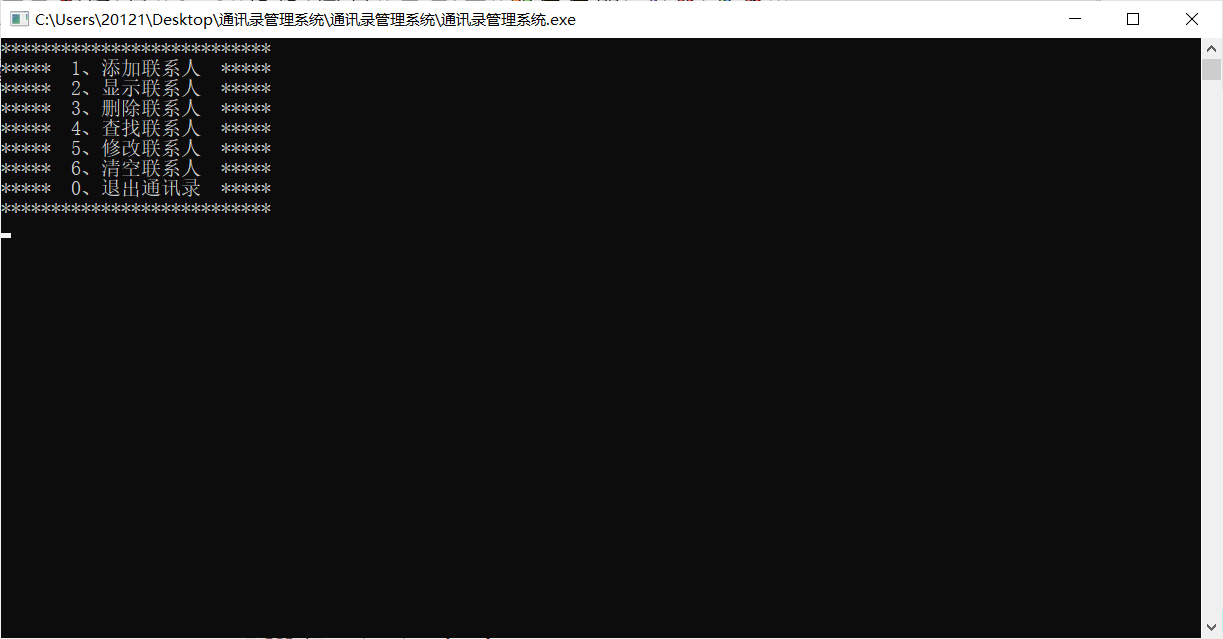 C:\Users\20121\Desktop\通讯录管理系统\通讯录管理系统\通讯录管理系统.exe
***************************
*****  1、添加联系人  *****
*****  2、显示联系人  *****
*****  3、删除联系人  *****
*****  4、查找联系人  *****
*****  5、修改联系人  *****
*****  6、清空联系人  *****
*****  0、退出通讯录  *****
***************************